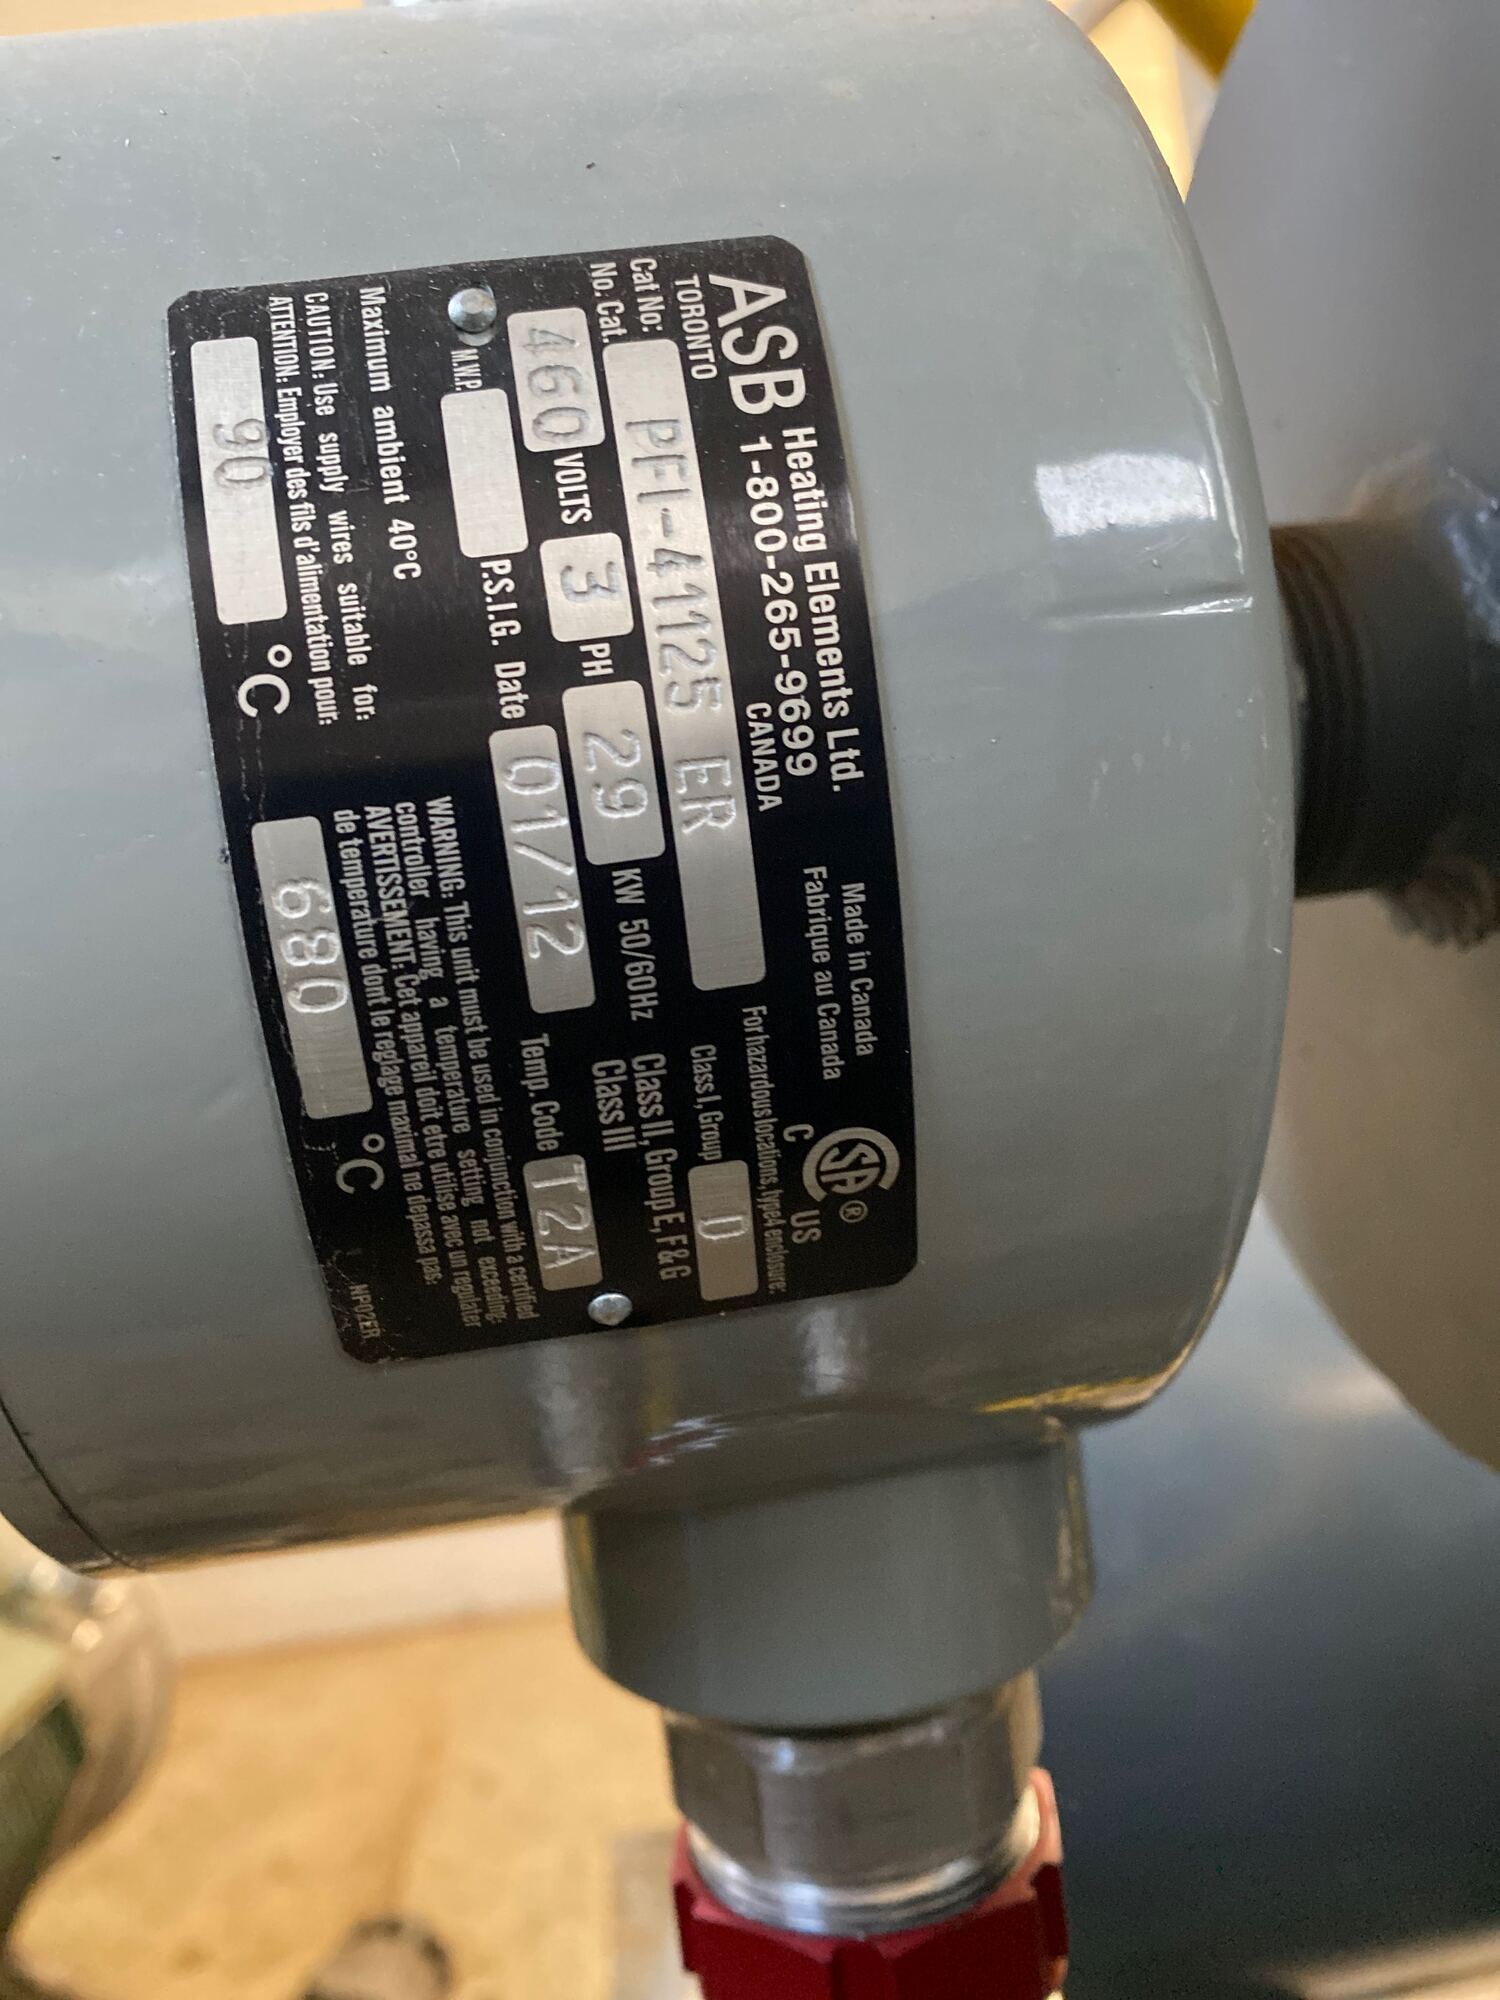 ASB Heating Elements Ltd.
1-800-265-9699
TORONTO CANADA
Made in Canada
Fabrique au Canada
C SA® US
Cat No: PFI-41125 ER
No. Cat.
For hazardous locations, type4 enclosure:
Class I, Group D
460 VOLTS 3 PH 29 KW 50/60Hz
Class II, Group E, F & G
Class III
M.W.P. P.S.I.G. Date 01/12
Temp. Code T2A
Maximum ambient 40°C
CAUTION: Use supply wires suitable for:
ATTENTION: Employer des fils d'alimentation pour:
90 °C
WARNING: This unit must be used in conjunction with a certified
controller having a temperature setting not exceeding:
AVERTISSEMENT: Cet appareil doit etre utilise avec un regulater
de temperature dont le reglage maximal ne depassa pas:
680 °C
NP02ER